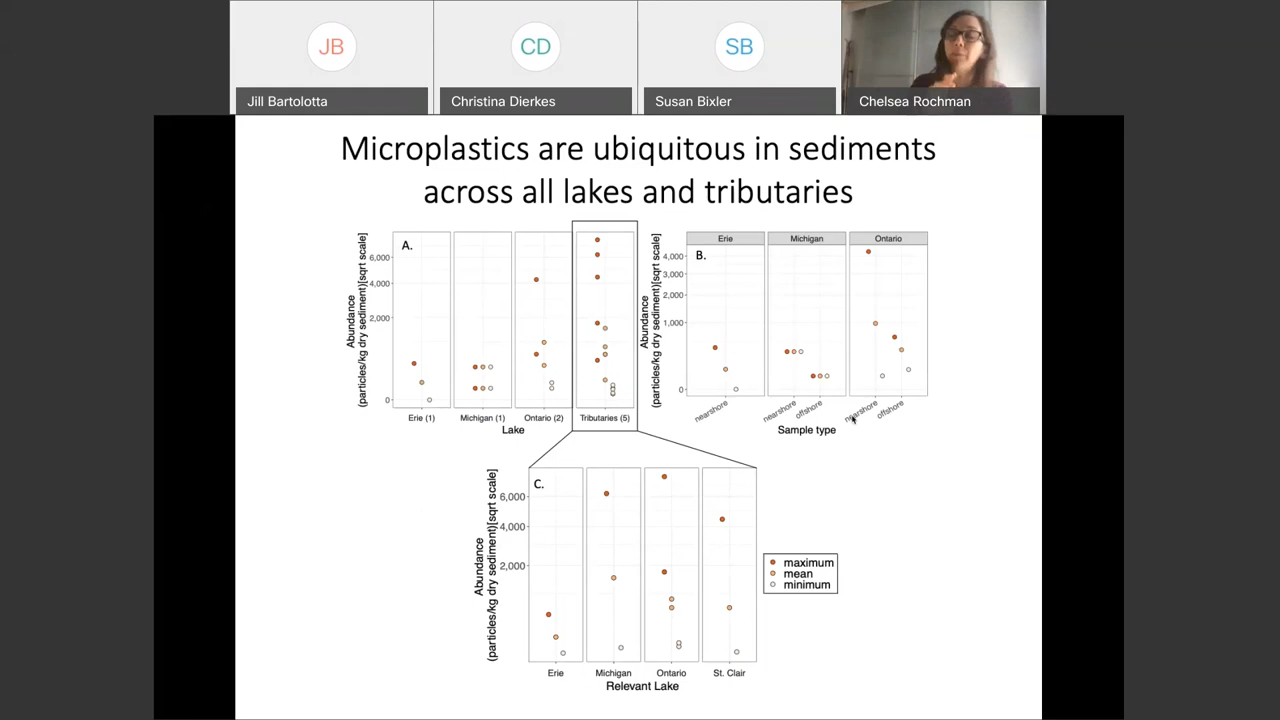 JB
CD
SB
Jill Bartolotta
Christina Dierkes
Susan Bixler
Chelsea Rochman
Microplastics are ubiquitous in sediments
across all lakes and tributaries
A.
Abundance
(particles/kg dry sediment)[sqrt scale]
6,000
4,000
2,000
0
Erie (1)
Michigan (1)
Ontario (2)
Tributaries (5)
Lake
Erie
Michigan
Ontario
B.
Abundance
(particles/kg dry sediment)[sqrt scale]
4,000
3,000
2,000
1,000
0
nearshore
nearshore
offshore
nearshore
offshore
Sample type
C.
Abundance
(particles/kg dry sediment)[sqrt scale]
6,000
4,000
2,000
Erie
Michigan
Ontario
St. Clair
Relevant Lake
maximum
mean
minimum